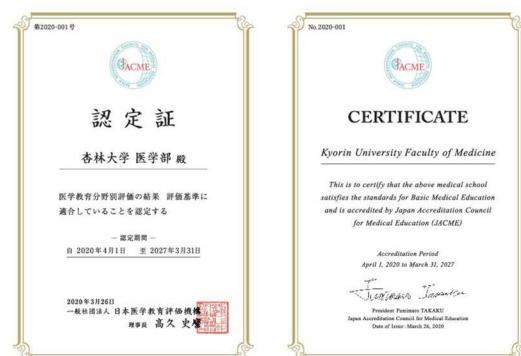 第2020-001号
JACME
認定証
杏林大学 医学部 殿
医学教育分野別評価の結果 評価基準に
適合していることを認定する
― 認定期間 ―
自 2020年4月1日 至 2027年3月31日
2020年3月26日
一般社団法人 日本医学教育評価機構
理事長 高久 史麿
No.2020-001
JACME
CERTIFICATE
Kyorin University Faculty of Medicine
This is to certify that the above medical school
satisfies the standards for Basic Medical Education
and is accredited by Japan Accreditation Council
for Medical Education (JACME)
Accreditation Period
April 1, 2020 to March 31, 2027
President Fumimaro TAKAKU
Japan Accreditation Council for Medical Education
Date of Issue: March 26, 2020